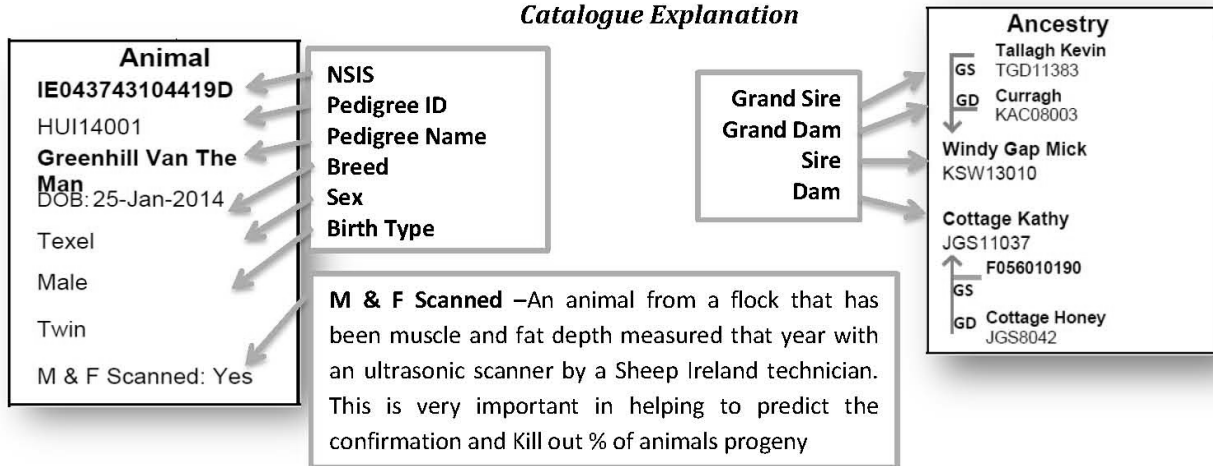 Catalogue Explanation
Animal
IE043743104419D
HUI14001
Greenhill Van The
Man
DOB: 25-Jan-2014
Texel
Male
Twin
M & F Scanned: Yes
NSIS
Pedigree ID
Pedigree Name
Breed
Sex
Birth Type
M & F Scanned –An animal from a flock that has
been muscle and fat depth measured that year with
an ultrasonic scanner by a Sheep Ireland technician.
This is very important in helping to predict the
confirmation and Kill out % of animals progeny
Grand Sire
Grand Dam
Sire
Dam
Ancestry
Tallagh Kevin
GS TGD11383
GD Curragh
KAC08003
Windy Gap Mick
KSW13010
Cottage Kathy
JGS11037
F056010190
GS
GD Cottage Honey
JGS8042